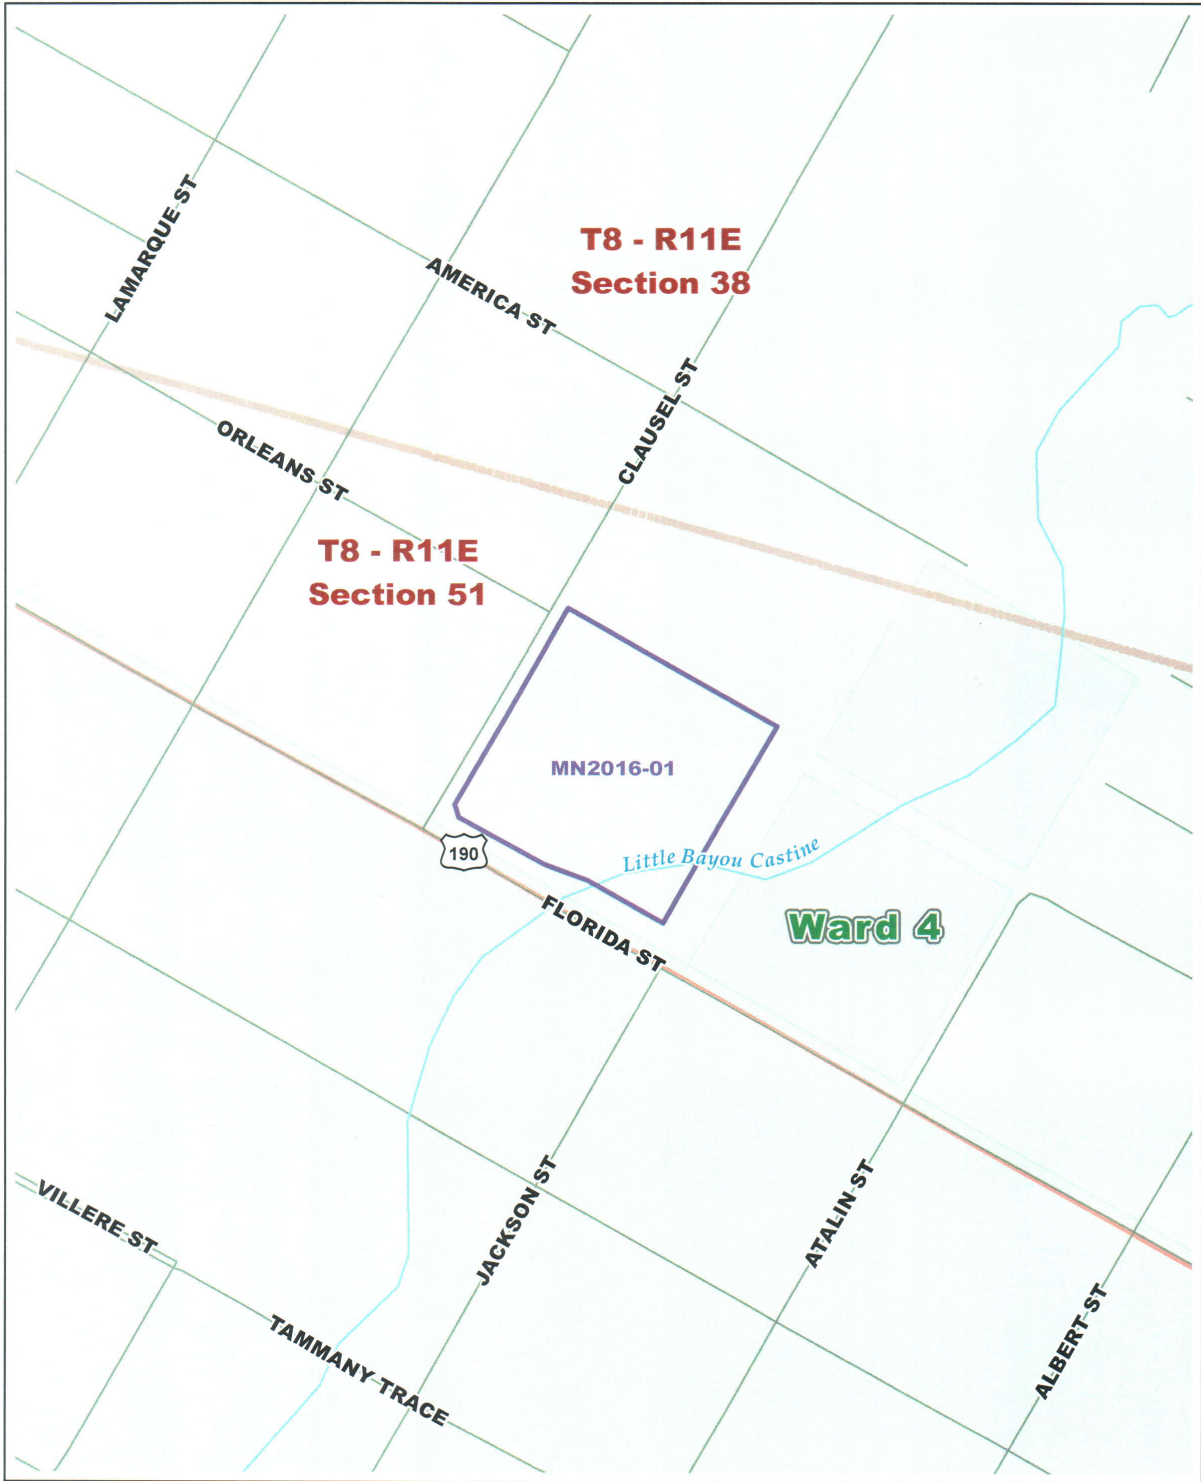 LAMARQUE ST
T8 - R11E
Section 38
AMERICA ST
CLAUSEL ST
ORLEANS ST
T8 - R11E
Section 51
MN2016-01
190
Little Bayou Castine
FLORIDA ST
Ward 4
JACKSON ST
ATALIN ST
VILLERE ST
TAMMANY TRACE
ALBERT ST